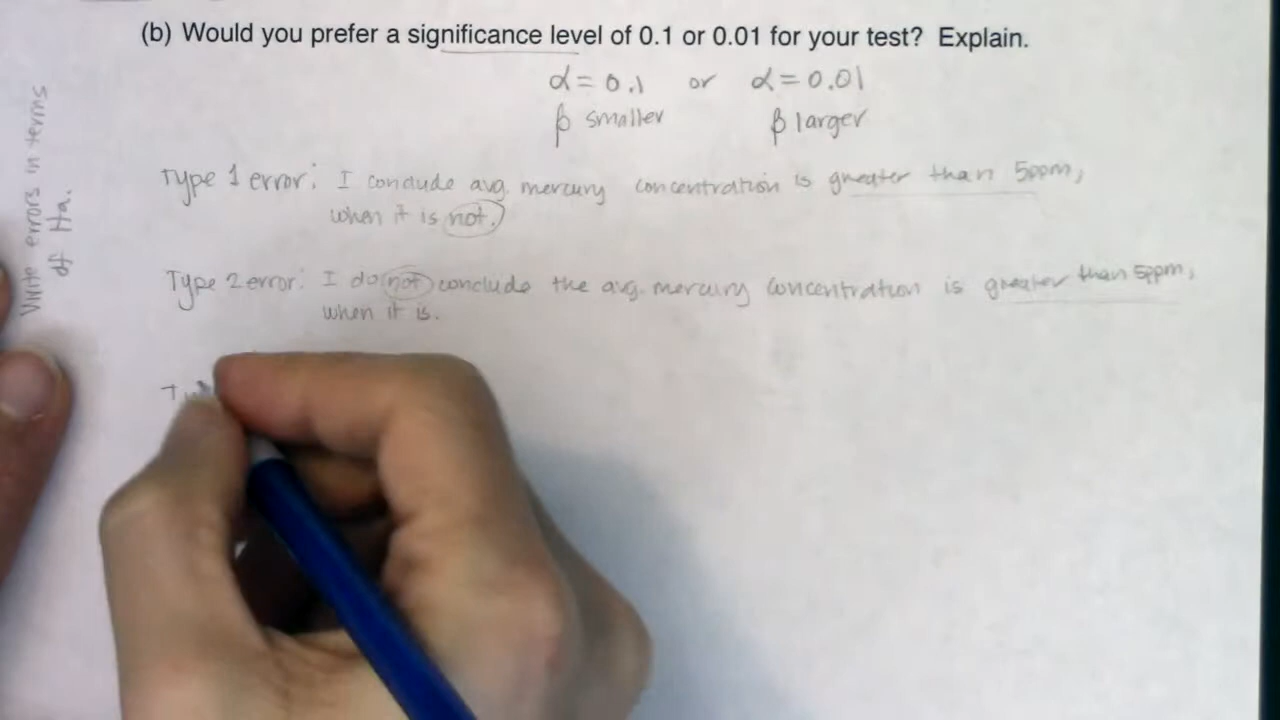 (b) Would you prefer a significance level of 0.1 or 0.01 for your test? Explain.
α = 0.1 or α = 0.01
β smaller β larger
Type 1 error: I conclude avg. mercury concentration is greater than 5ppm,
when it is not.
Type 2 error: I do not conclude the avg. mercury concentration is greater than 5ppm,
when it is.
Write errors in terms
of Ha.